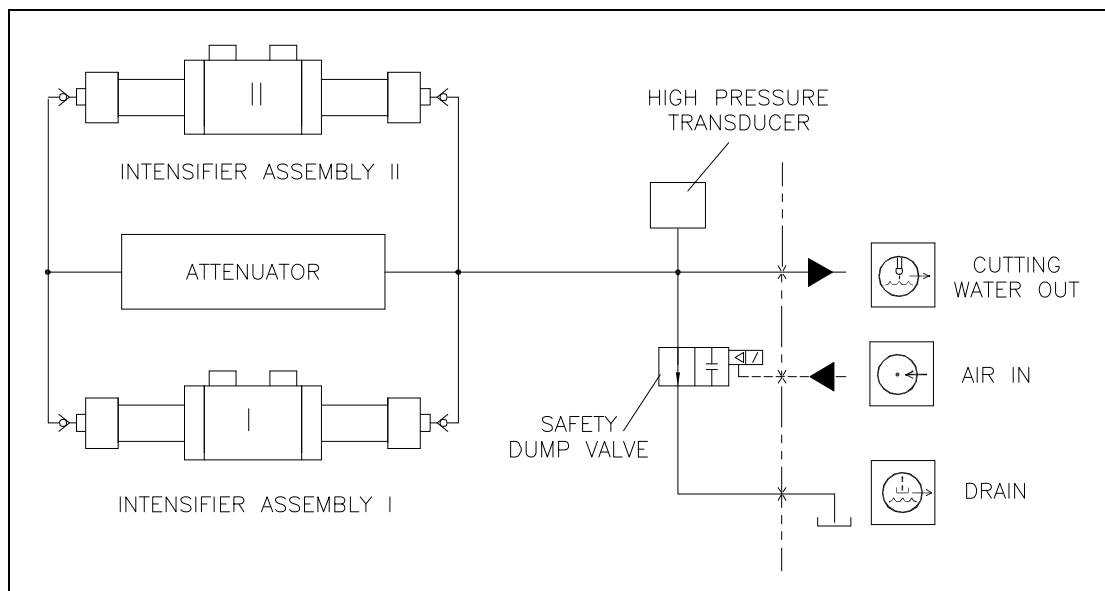 II
INTENSIFIER ASSEMBLY II
HIGH PRESSURE
TRANSDUCER
ATTENUATOR
CUTTING
WATER OUT
I
AIR IN
SAFETY
DUMP VALVE
INTENSIFIER ASSEMBLY I
DRAIN